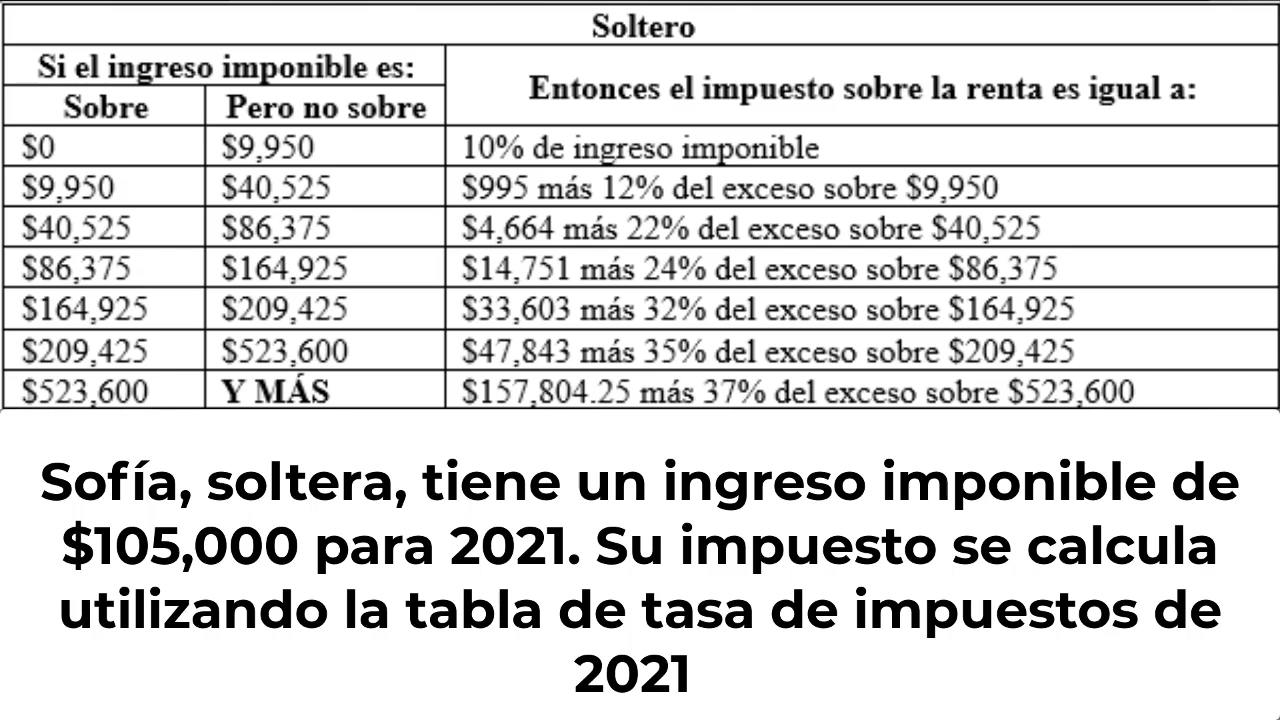 Soltero
Si el ingreso imponible es:
Entonces el impuesto sobre la renta es igual a:
Sobre Pero no sobre
$0 $9,950 10% de ingreso imponible
$9,950 $40,525 $995 más 12% del exceso sobre $9,950
$40,525 $86,375 $4,664 más 22% del exceso sobre $40,525
$86,375 $164,925 $14,751 más 24% del exceso sobre $86,375
$164,925 $209,425 $33,603 más 32% del exceso sobre $164,925
$209,425 $523,600 $47,843 más 35% del exceso sobre $209,425
$523,600 Y MÁS $157,804.25 más 37% del exceso sobre $523,600
Sofía, soltera, tiene un ingreso imponible de
$105,000 para 2021. Su impuesto se calcula
utilizando la tabla de tasa de impuestos de
2021